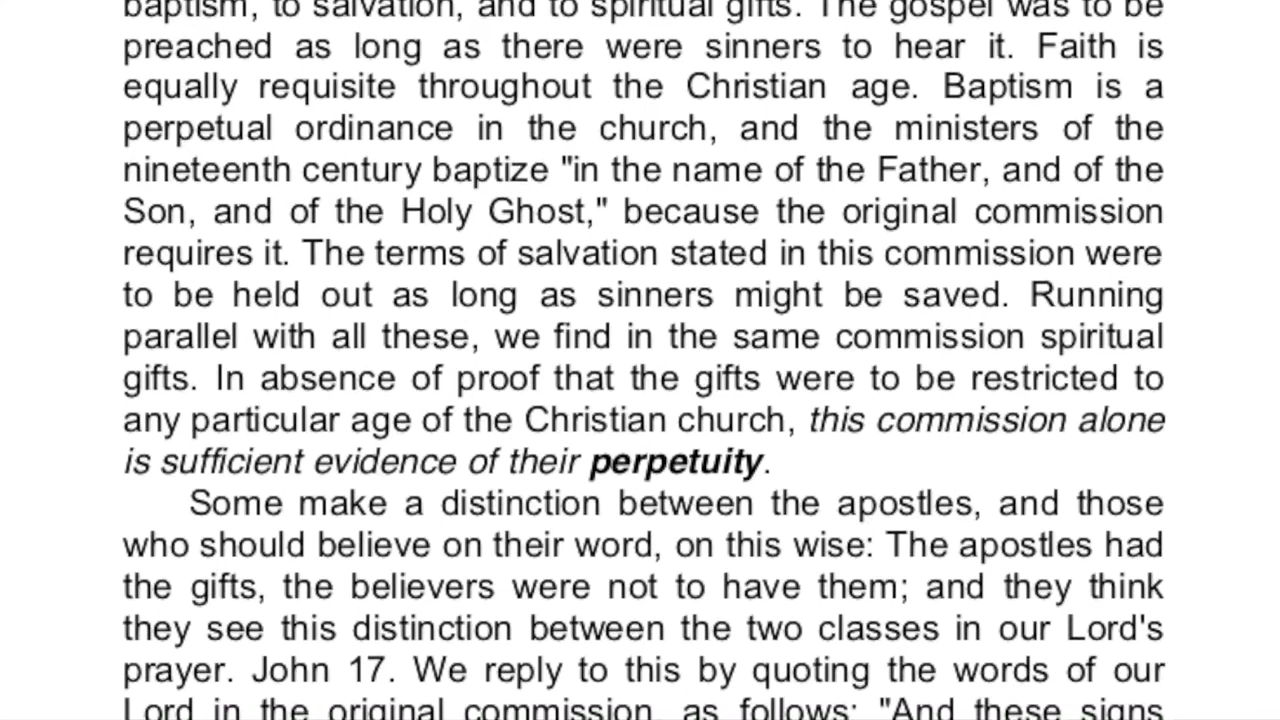 baptism, to salvation, and to spiritual gifts. The gospel was to be
preached as long as there were sinners to hear it. Faith is
equally requisite throughout the Christian age. Baptism is a
perpetual ordinance in the church, and the ministers of the
nineteenth century baptize "in the name of the Father, and of the
Son, and of the Holy Ghost," because the original commission
requires it. The terms of salvation stated in this commission were
to be held out as long as sinners might be saved. Running
parallel with all these, we find in the same commission spiritual
gifts. In absence of proof that the gifts were to be restricted to
any particular age of the Christian church, this commission alone
is sufficient evidence of their perpetuity.
Some make a distinction between the apostles, and those
who should believe on their word, on this wise: The apostles had
the gifts, the believers were not to have them; and they think
they see this distinction between the two classes in our Lord's
prayer. John 17. We reply to this by quoting the words of our
Lord in the original commission, as follows: "And these signs